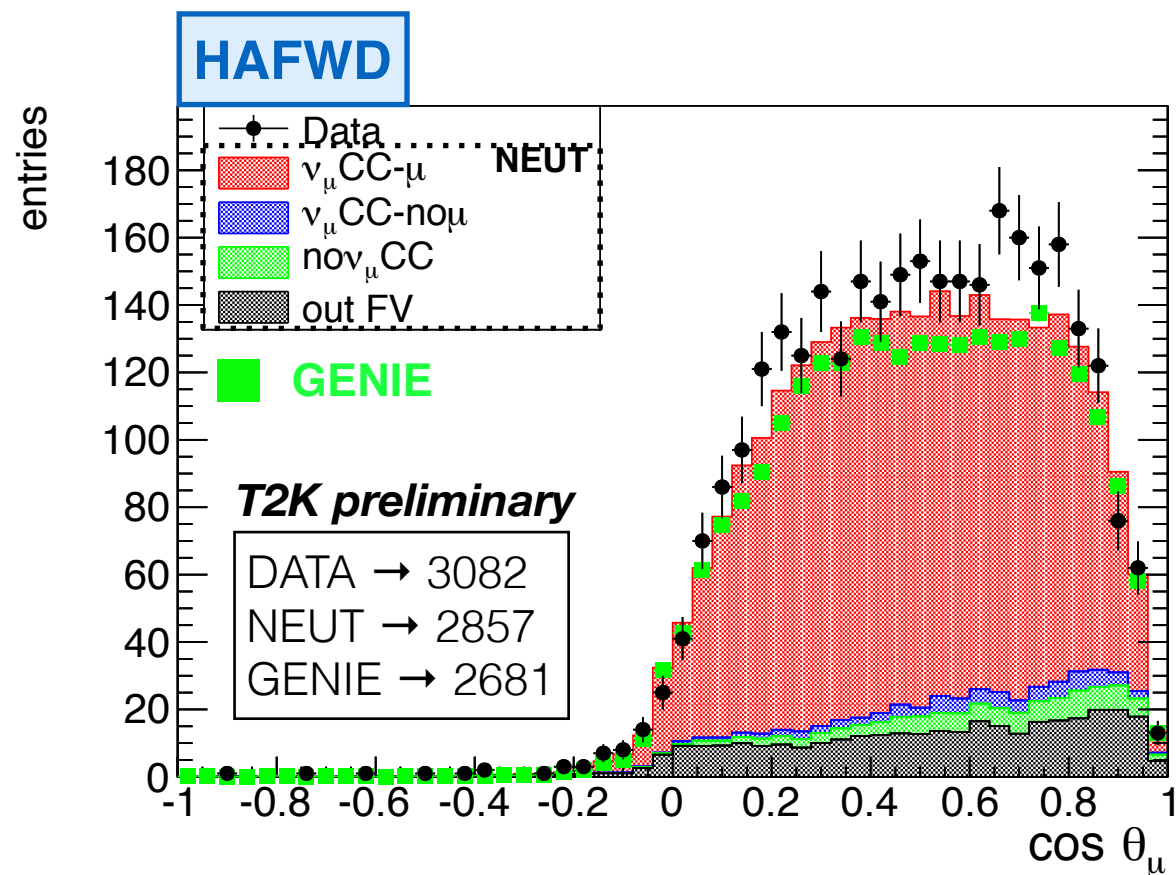 HAFWD
entries
Data
NEUT
νμCC-μ
νμCC-noμ
noνμCC
out FV
GENIE
T2K preliminary
DATA → 3082
NEUT → 2857
GENIE → 2681
180
160
140
120
100
80
60
40
20
0
-1 -0.8 -0.6 -0.4 -0.2 0 0.2 0.4 0.6 0.8 1
cos θμ